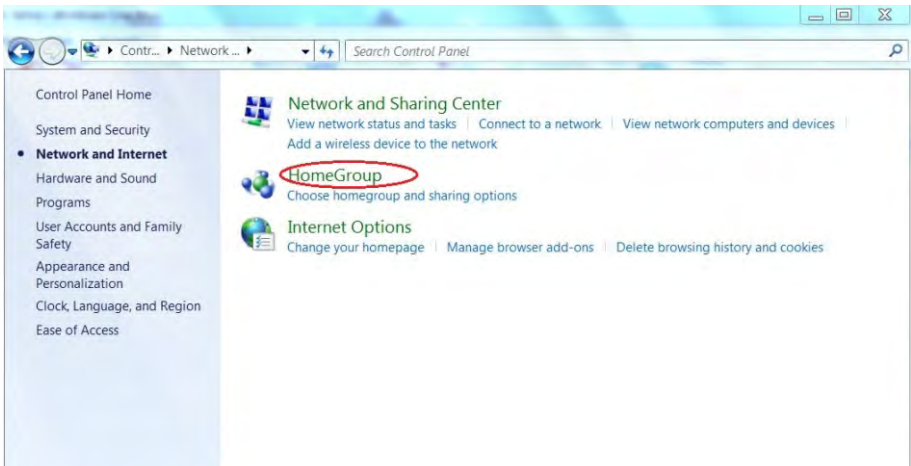 Contr... Network ...
Search Control Panel
Control Panel Home
System and Security
Network and Internet
Hardware and Sound
Programs
User Accounts and Family
Safety
Appearance and
Personalization
Clock, Language, and Region
Ease of Access
Network and Sharing Center
View network status and tasks Connect to a network View network computers and devices
Add a wireless device to the network
HomeGroup
Choose homegroup and sharing options
Internet Options
Change your homepage Manage browser add-ons Delete browsing history and cookies